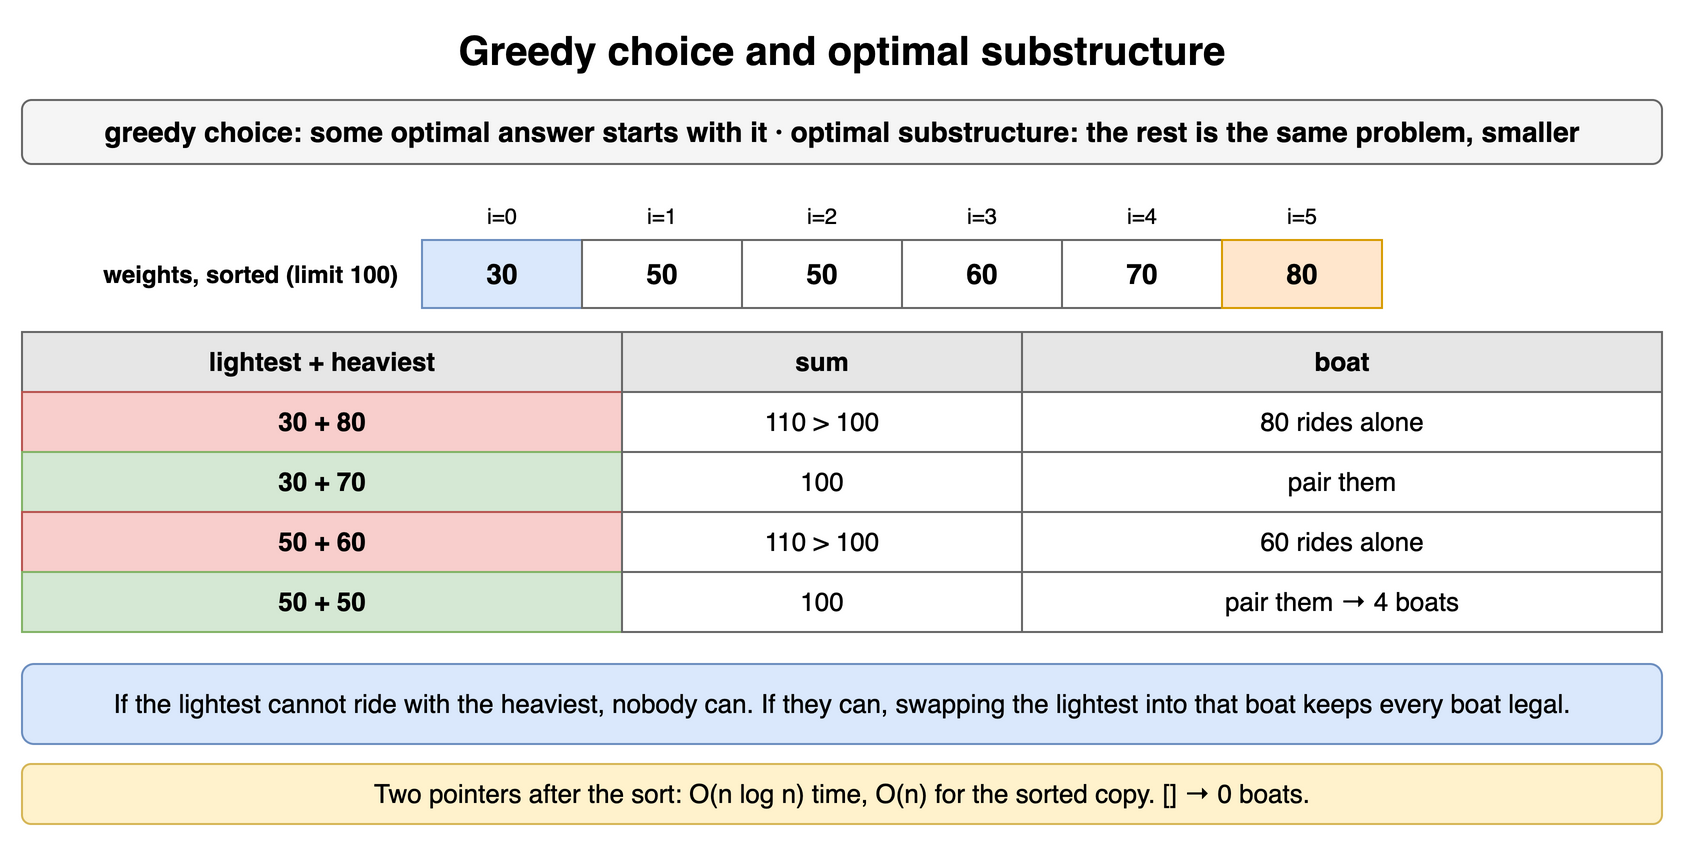 Greedy choice and optimal substructure
greedy choice: some optimal answer starts with it · optimal substructure: the rest is the same problem, smaller
i=0 i=1 i=2 i=3 i=4 i=5
weights, sorted (limit 100) 30 50 50 60 70 80
lightest + heaviest sum boat
30 + 80 110 > 100 80 rides alone
30 + 70 100 pair them
50 + 60 110 > 100 60 rides alone
50 + 50 100 pair them → 4 boats
If the lightest cannot ride with the heaviest, nobody can. If they can, swapping the lightest into that boat keeps every boat legal.
Two pointers after the sort: O(n log n) time, O(n) for the sorted copy. [] → 0 boats.